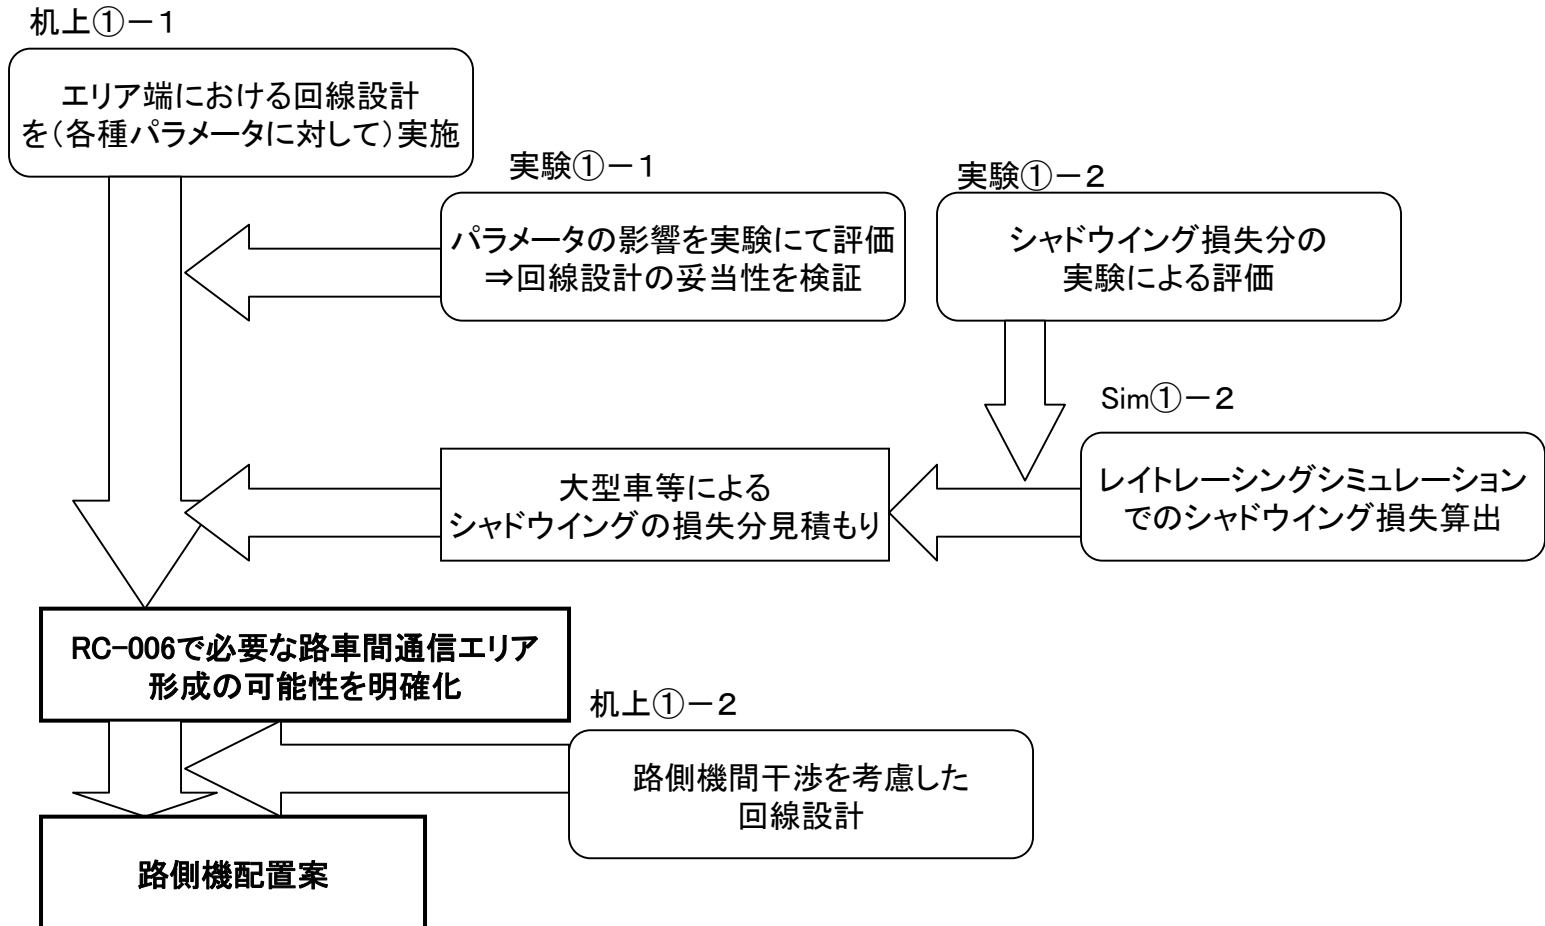 机上①－１
エリア端における回線設計
を（各種パラメータに対して）実施
実験①－１
パラメータの影響を実験にて評価
⇒回線設計の妥当性を検証
実験①－２
シャドウイング損失分の
実験による評価
Sim①－２
レイトレーシングシミュレーション
でのシャドウイング損失算出
大型車等による
シャドウイングの損失分見積もり
RC-006で必要な路車間通信エリア
形成の可能性を明確化
机上①－２
路側機間干渉を考慮した
回線設計
路側機配置案